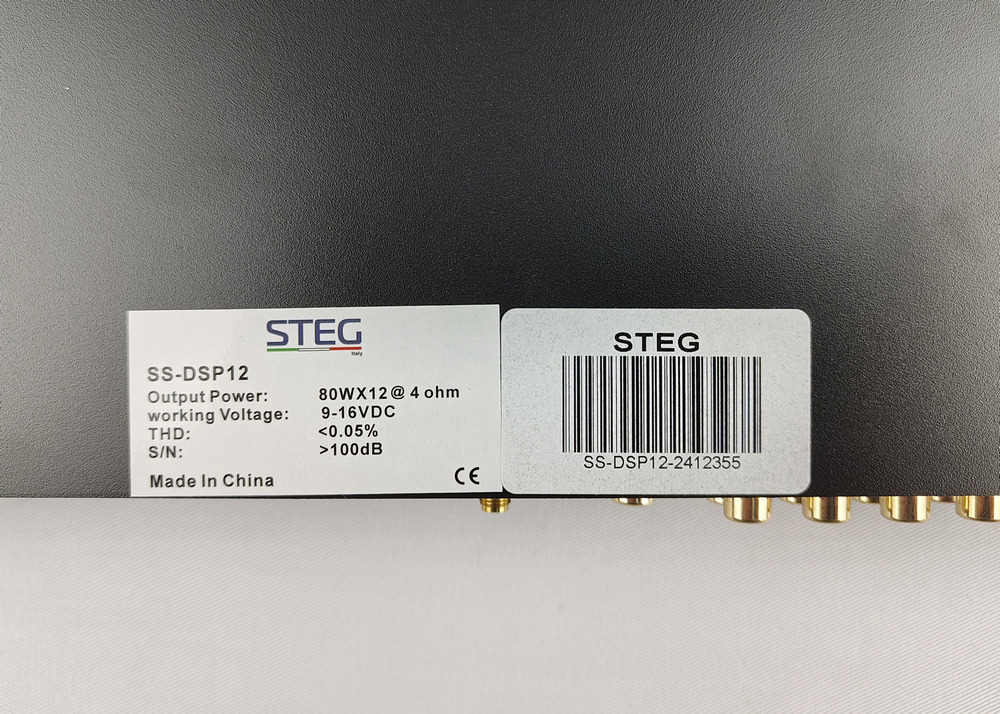 STEG
Italy
SS-DSP12
Output Power: 80WX12@ 4 ohm
working Voltage: 9-16VDC
THD: <0.05%
S/N: >100dB
Made In China CE
STEG
SS-DSP12-2412355